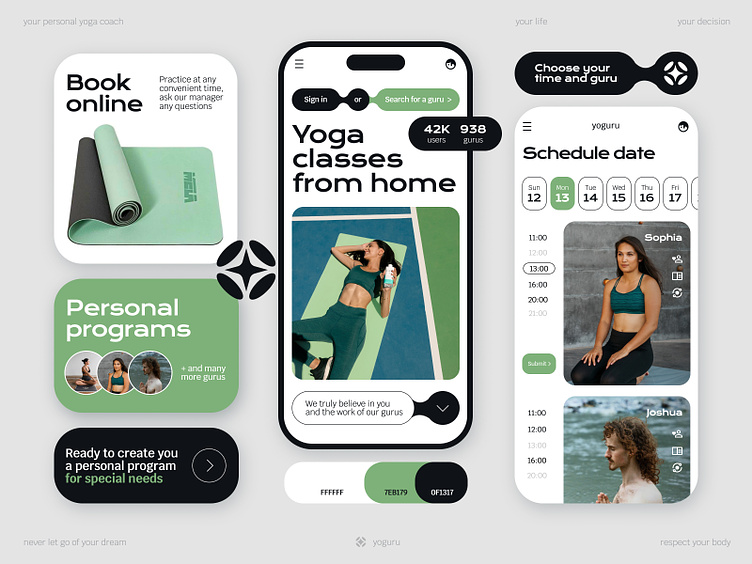 your personal yoga coach
your life
your decision
Book
online
Practice at any
convenient time,
ask our manager
any questions
Personal
programs
+ and many
more gurus
Ready to create you
a personal program
for special needs
Sign in
or
Search for a guru >
42K
users
938
gurus
Yoga
classes
from home
We truly believe in you
and the work of our gurus
FFFFFF
7EB179
0F1317
Choose your
time and guru
yoguru
Schedule date
Sun
12
Mon
13
Tue
14
Wed
15
Thu
16
Fri
17
11:00
12:00
13:00
16:00
20:00
21:00
Submit >
Sophia
11:00
12:00
13:00
16:00
20:00
Joshua
never let go of your dream
yoguru
respect your body